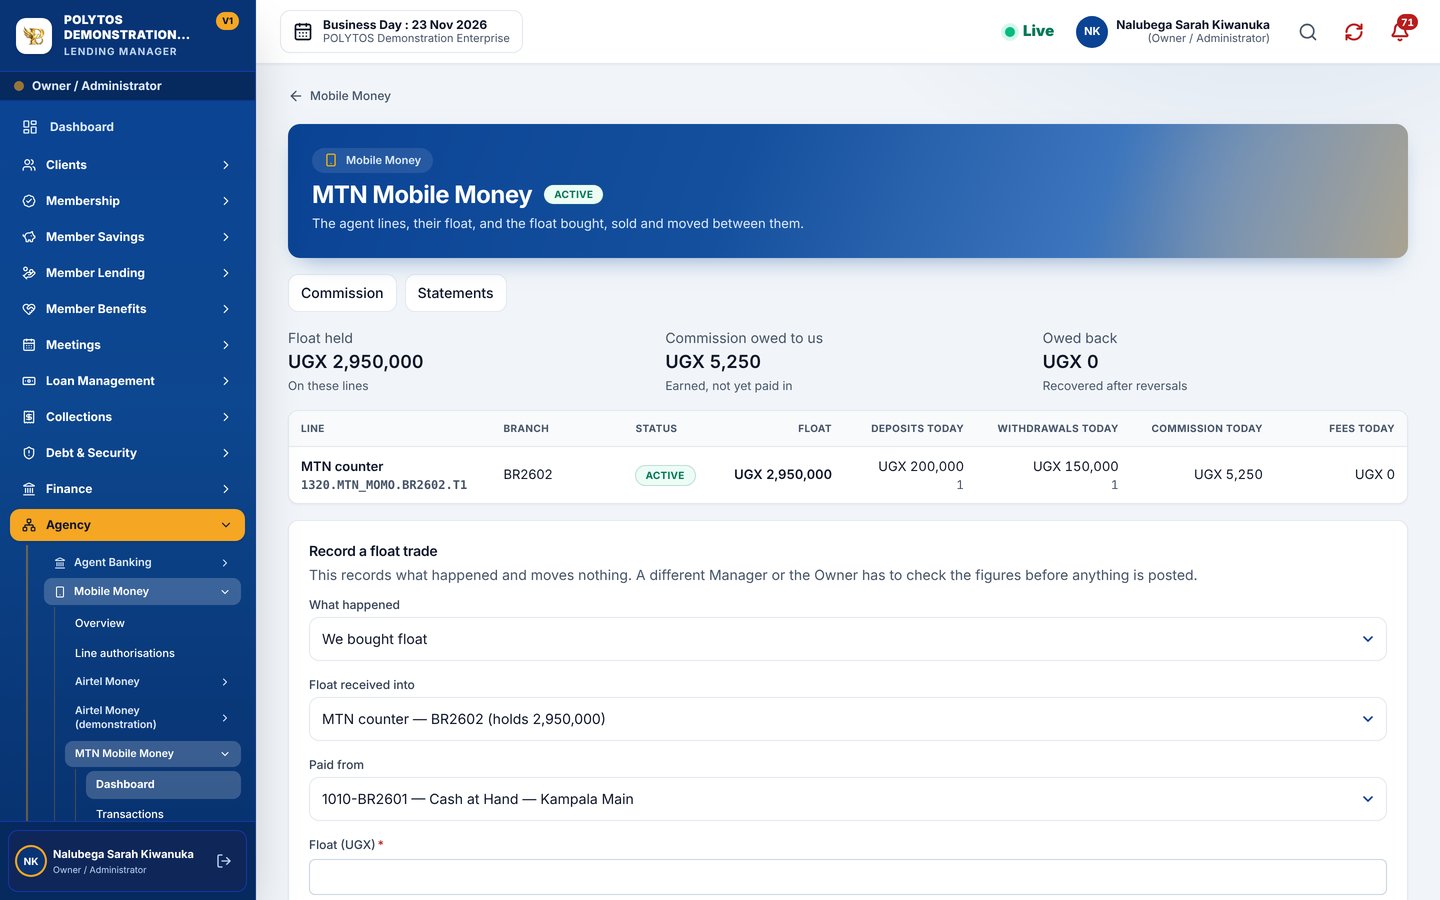 POLYTOS
DEMONSTRATION...
LENDING MANAGER
V1
Owner / Administrator
Dashboard
Clients
Membership
Member Savings
Member Lending
Member Benefits
Meetings
Loan Management
Collections
Debt & Security
Finance
Agency
Agent Banking
Mobile Money
Overview
Line authorisations
Airtel Money
Airtel Money
(demonstration)
MTN Mobile Money
Dashboard
Transactions
NK
Nalubega Sarah Kiwanuka
Owner / Administrator
Business Day : 23 Nov 2026
POLYTOS Demonstration Enterprise
Live
NK
Nalubega Sarah Kiwanuka
(Owner / Administrator)
71
Mobile Money
Mobile Money
MTN Mobile Money ACTIVE
The agent lines, their float, and the float bought, sold and moved between them.
Commission Statements
Float held Commission owed to us Owed back
UGX 2,950,000 UGX 5,250 UGX 0
On these lines Earned, not yet paid in Recovered after reversals
LINE BRANCH STATUS FLOAT DEPOSITS TODAY WITHDRAWALS TODAY COMMISSION TODAY FEES TODAY
MTN counter BR2602 ACTIVE UGX 2,950,000 UGX 200,000 UGX 150,000 UGX 5,250 UGX 0
1320.MTN_MOMO.BR2602.T1 1 1
Record a float trade
This records what happened and moves nothing. A different Manager or the Owner has to check the figures before anything is posted.
What happened
We bought float
Float received into
MTN counter — BR2602 (holds 2,950,000)
Paid from
1010-BR2601 — Cash at Hand — Kampala Main
Float (UGX) *